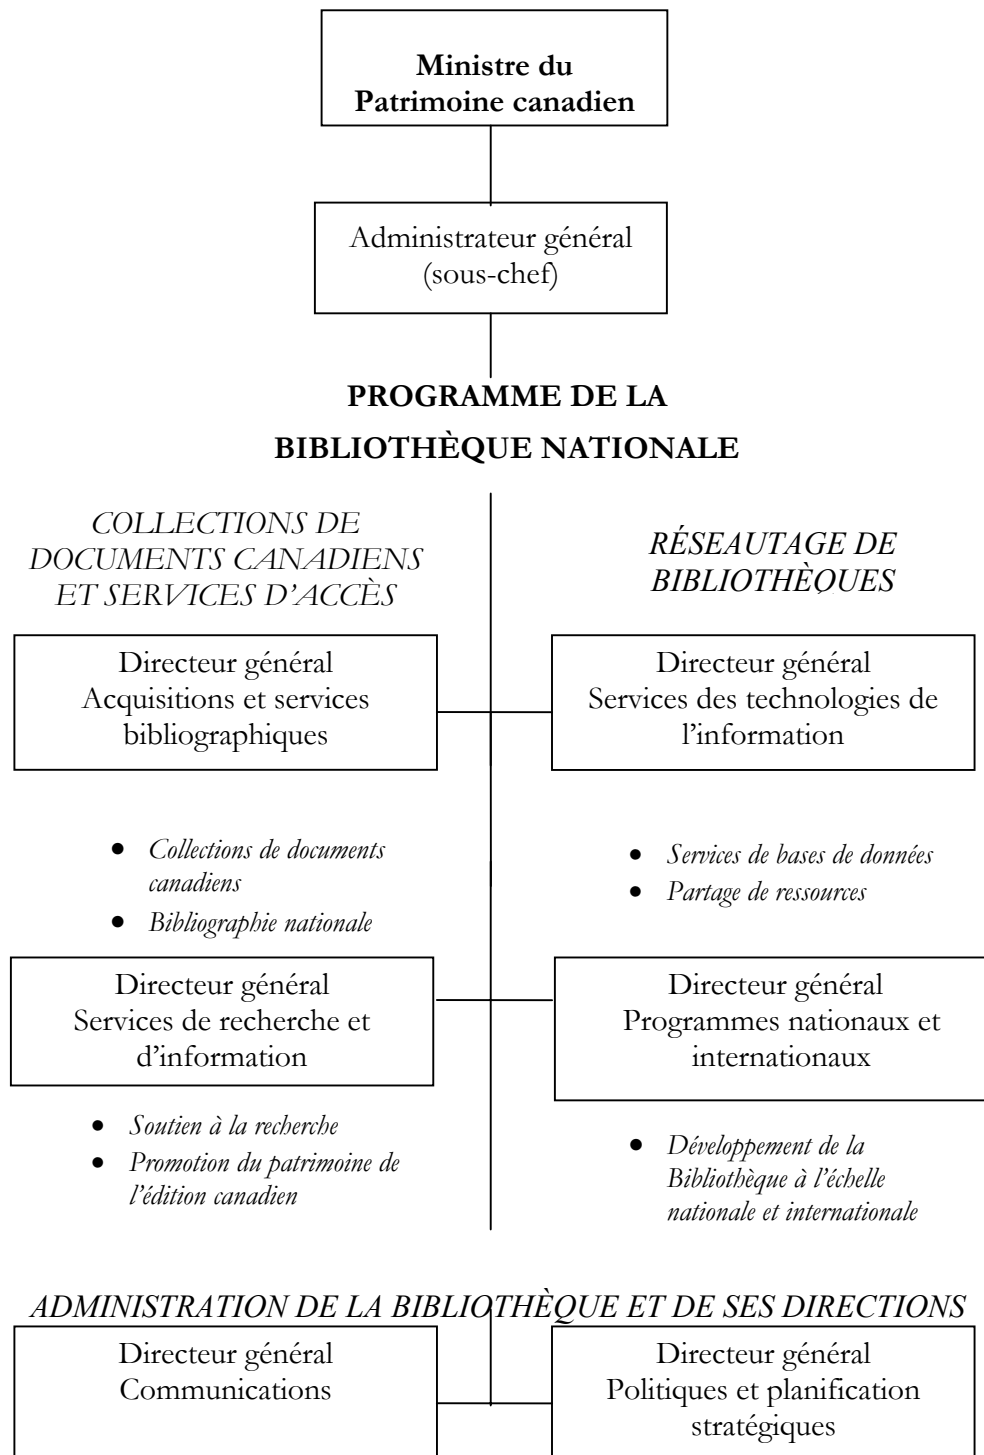 Ministre du
Patrimoine canadien
Administrateur général
(sous-chef)
PROGRAMME DE LA
BIBLIOTHÈQUE NATIONALE
COLLECTIONS DE
DOCUMENTS CANADIENS
ET SERVICES D'ACCÈS
RÉSEAUTAGE DE
BIBLIOTHÈQUES
Directeur général
Acquisitions et services
bibliographiques
Directeur général
Services des technologies de
l'information
• Collections de documents
canadiens
• Bibliographie nationale
• Services de bases de données
• Partage de ressources
Directeur général
Services de recherche et
d'information
Directeur général
Programmes nationaux et
internationaux
• Soutien à la recherche
• Promotion du patrimoine de
l'édition canadien
• Développement de la
Bibliothèque à l'échelle
nationale et internationale
ADMINISTRATION DE LA BIBLIOTHÈQUE ET DE SES DIRECTIONS
Directeur général
Communications
Directeur général
Politiques et planification
stratégiques